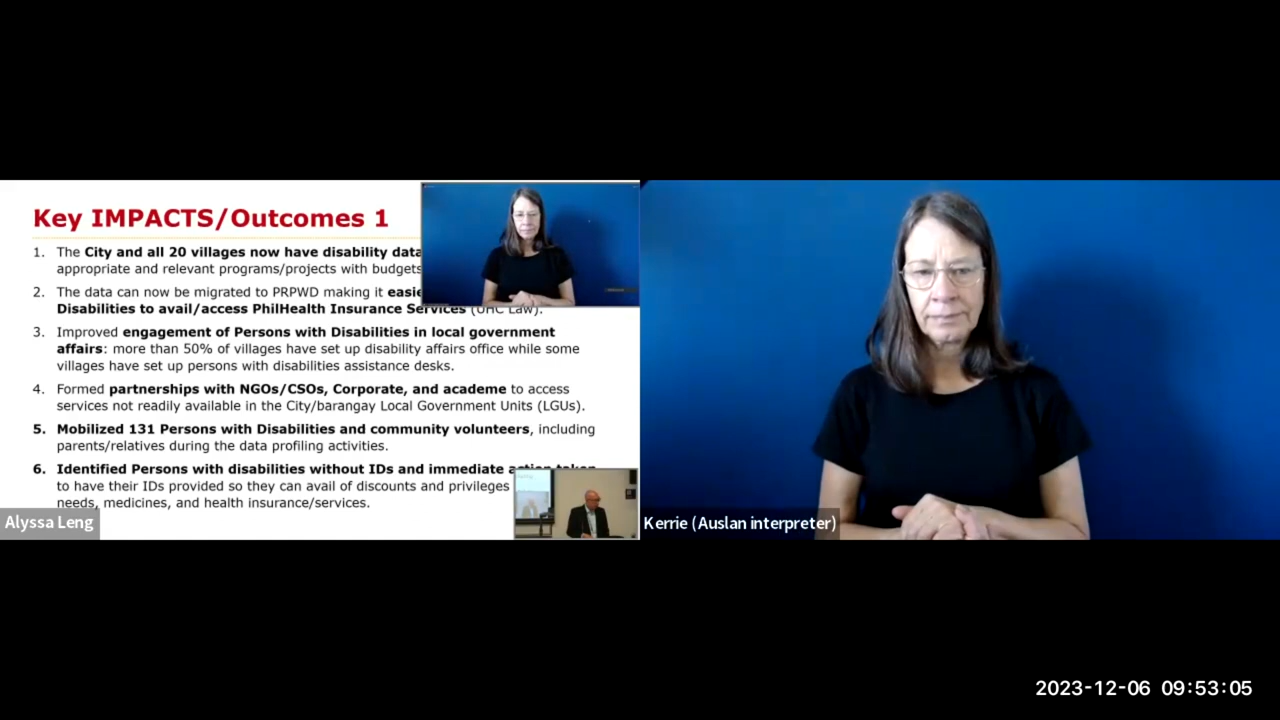 Key IMPACTS/Outcomes 1
1. The City and all 20 villages now have disability data
appropriate and relevant programs/projects with budgets
2. The data can now be migrated to PRPWD making it
Disabilities to avail/access PhilHealth Insurance Services (UHC Law).
3. Improved engagement of Persons with Disabilities in local government
affairs: more than 50% of villages have set up disability affairs office while some
villages have set up persons with disabilities assistance desks.
4. Formed partnerships with NGOs/CSOs, Corporate, and academe to access
services not readily available in the City/barangay Local Government Units (LGUs).
5. Mobilized 131 Persons with Disabilities and community volunteers, including
parents/relatives during the data profiling activities.
6. Identified Persons with disabilities without IDs and immediate action taken
to have their IDs provided so they can avail of discounts and privileges
needs, medicines, and health insurance/services.
Alyssa Leng
Kerrie (Auslan interpreter)
2023-12-06 09:53:05